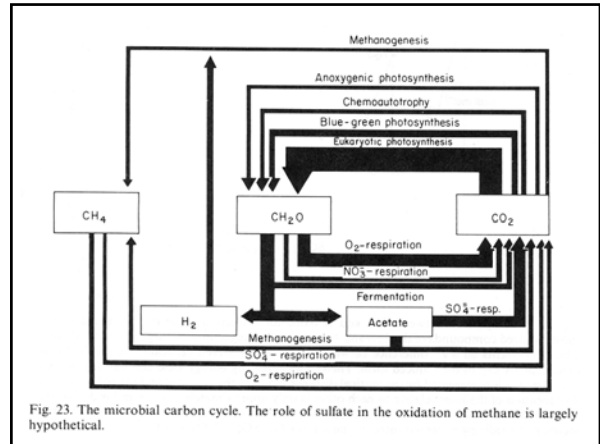 Methanogenesis
Anoxygenic photosynthesis
Chemoautotrophy
Blue-green photosynthesis
Eukaryotic photosynthesis
CH₄
CH₂O
CO₂
O₂-respiration
NO₃⁻-respiration
Fermentation
H₂
Acetate
SO₄⁼-resp.
Methanogenesis
SO₄⁼-respiration
O₂-respiration
Fig. 23. The microbial carbon cycle. The role of sulfate in the oxidation of methane is largely
hypothetical.